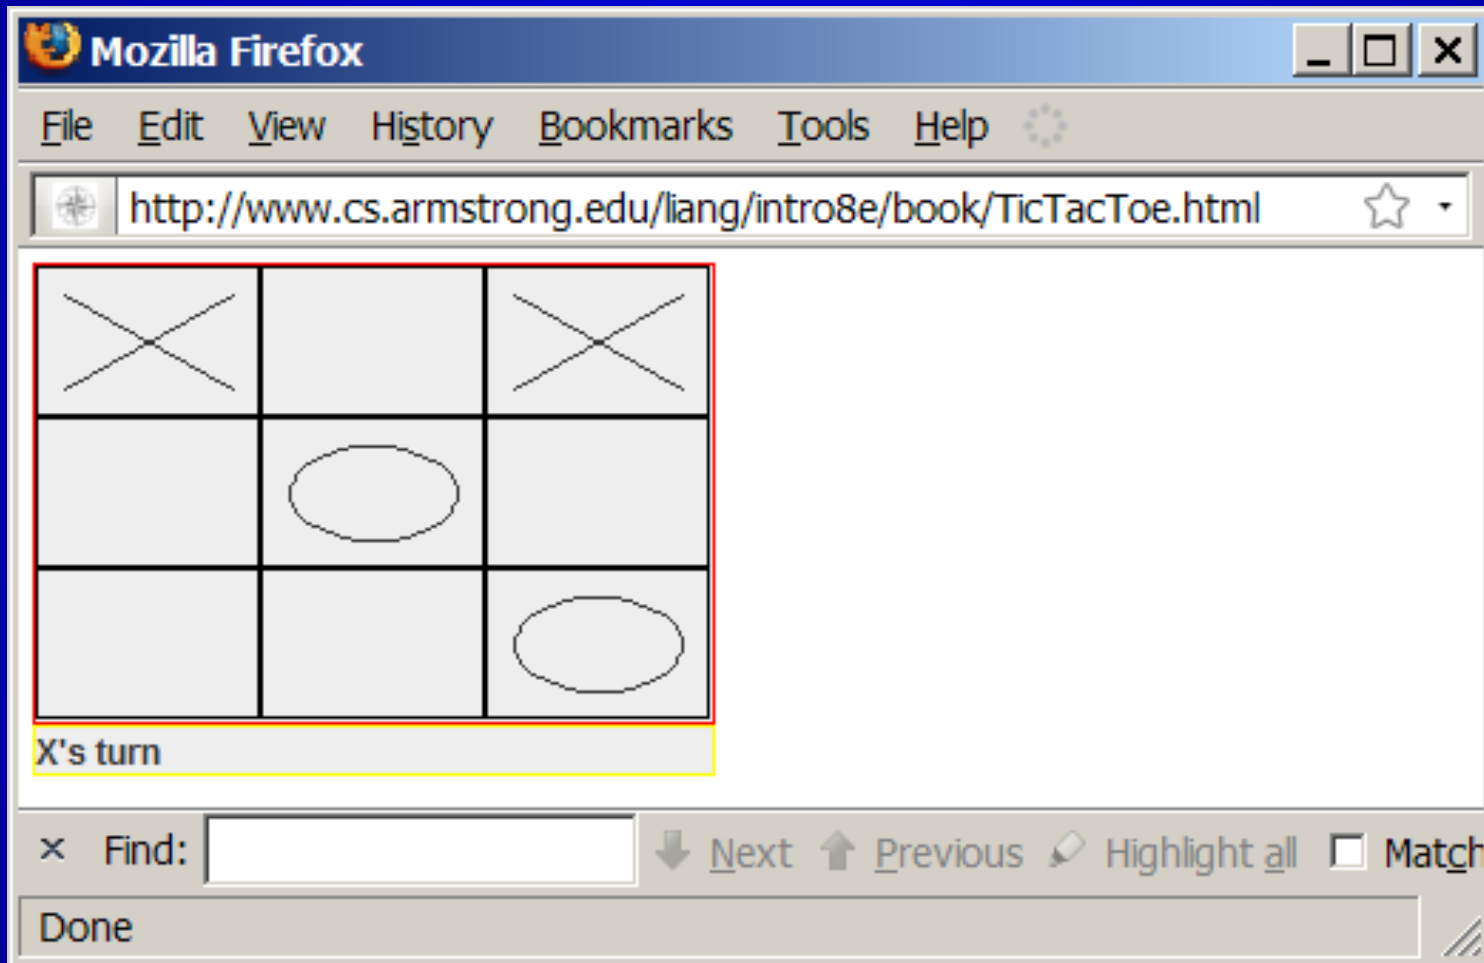 Mozilla Firefox
File Edit View History Bookmarks Tools Help
http://www.cs.armstrong.edu/liang/intro8e/book/TicTacToe.html
X's turn
× Find: Next Previous Highlight all Match
Done